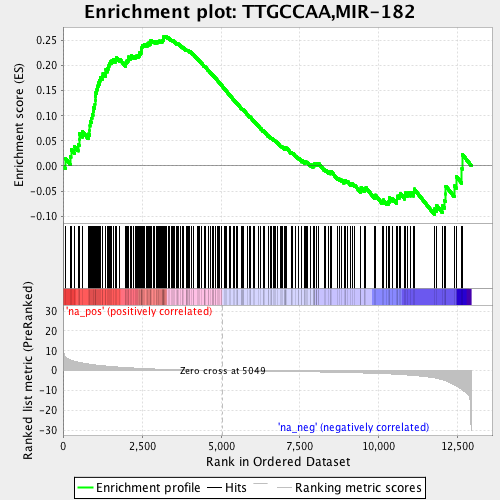 Enrichment plot: TTGCCAA,MIR-182
Enrichment score (ES)
0.25
0.20
0.15
0.10
0.05
0.00
-0.05
-0.10
'na_pos' (positively correlated)
Ranked list metric (PreRanked)
30
20
10
0
-10
-20
-30
Zero cross at 5049
'na_neg' (negatively correlated)
0
2,500
5,000
7,500
10,000
12,500
Rank in Ordered Dataset
Enrichment profile
Hits
Ranking metric scores